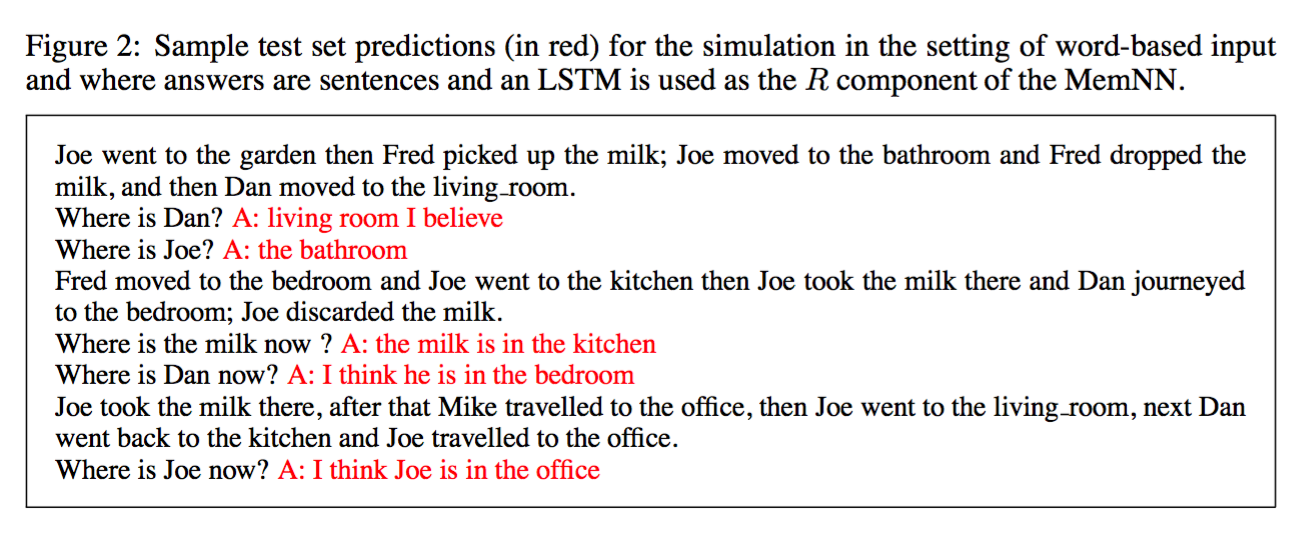 Figure 2: Sample test set predictions (in red) for the simulation in the setting of word-based input
and where answers are sentences and an LSTM is used as the R component of the MemNN.
Joe went to the garden then Fred picked up the milk; Joe moved to the bathroom and Fred dropped the
milk, and then Dan moved to the living_room.
Where is Dan? A: living room I believe
Where is Joe? A: the bathroom
Fred moved to the bedroom and Joe went to the kitchen then Joe took the milk there and Dan journeyed
to the bedroom; Joe discarded the milk.
Where is the milk now ? A: the milk is in the kitchen
Where is Dan now? A: I think he is in the bedroom
Joe took the milk there, after that Mike travelled to the office, then Joe went to the living_room, next Dan
went back to the kitchen and Joe travelled to the office.
Where is Joe now? A: I think Joe is in the office